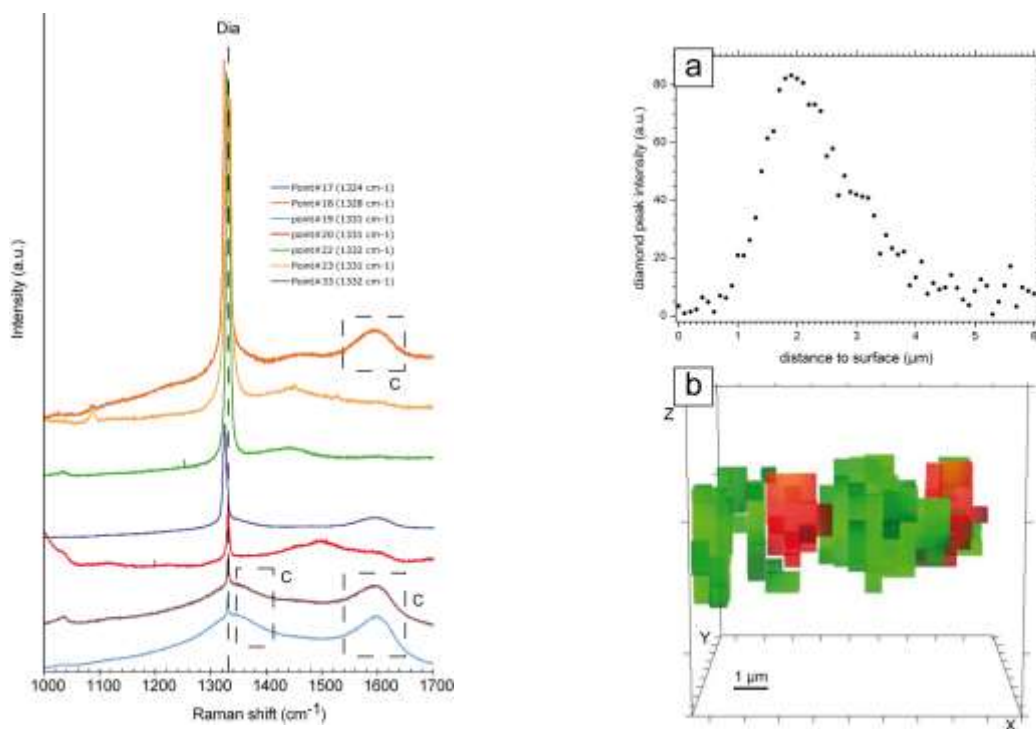 Dia
Point#17 (1324 cm-1)
Point#18 (1328 cm-1)
point#19 (1331 cm-1)
point#20 (1331 cm-1)
point#22 (1332 cm-1)
Point#23 (1331 cm-1)
Point#33 (1332 cm-1)
C
C
C
Intensity (a.u.)
1000 1100 1200 1300 1400 1500 1600 1700
Raman shift (cm⁻¹)
a
diamond peak intensity (a.u.)
80
60
40
20
0
0 1 2 3 4 5 6
distance to surface (µm)
b
Z
Y
X
1 µm